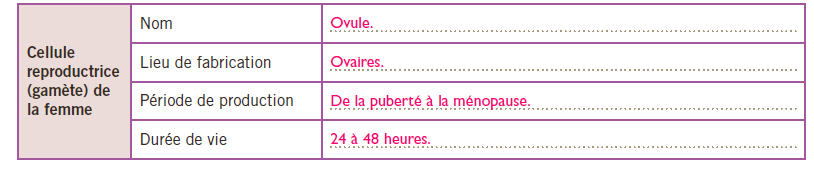 Cellule
reproductrice
(gamète) de
la femme
Nom
Ovule.
Lieu de fabrication
Ovaires.
Période de production
De la puberté à la ménopause.
Durée de vie
24 à 48 heures.